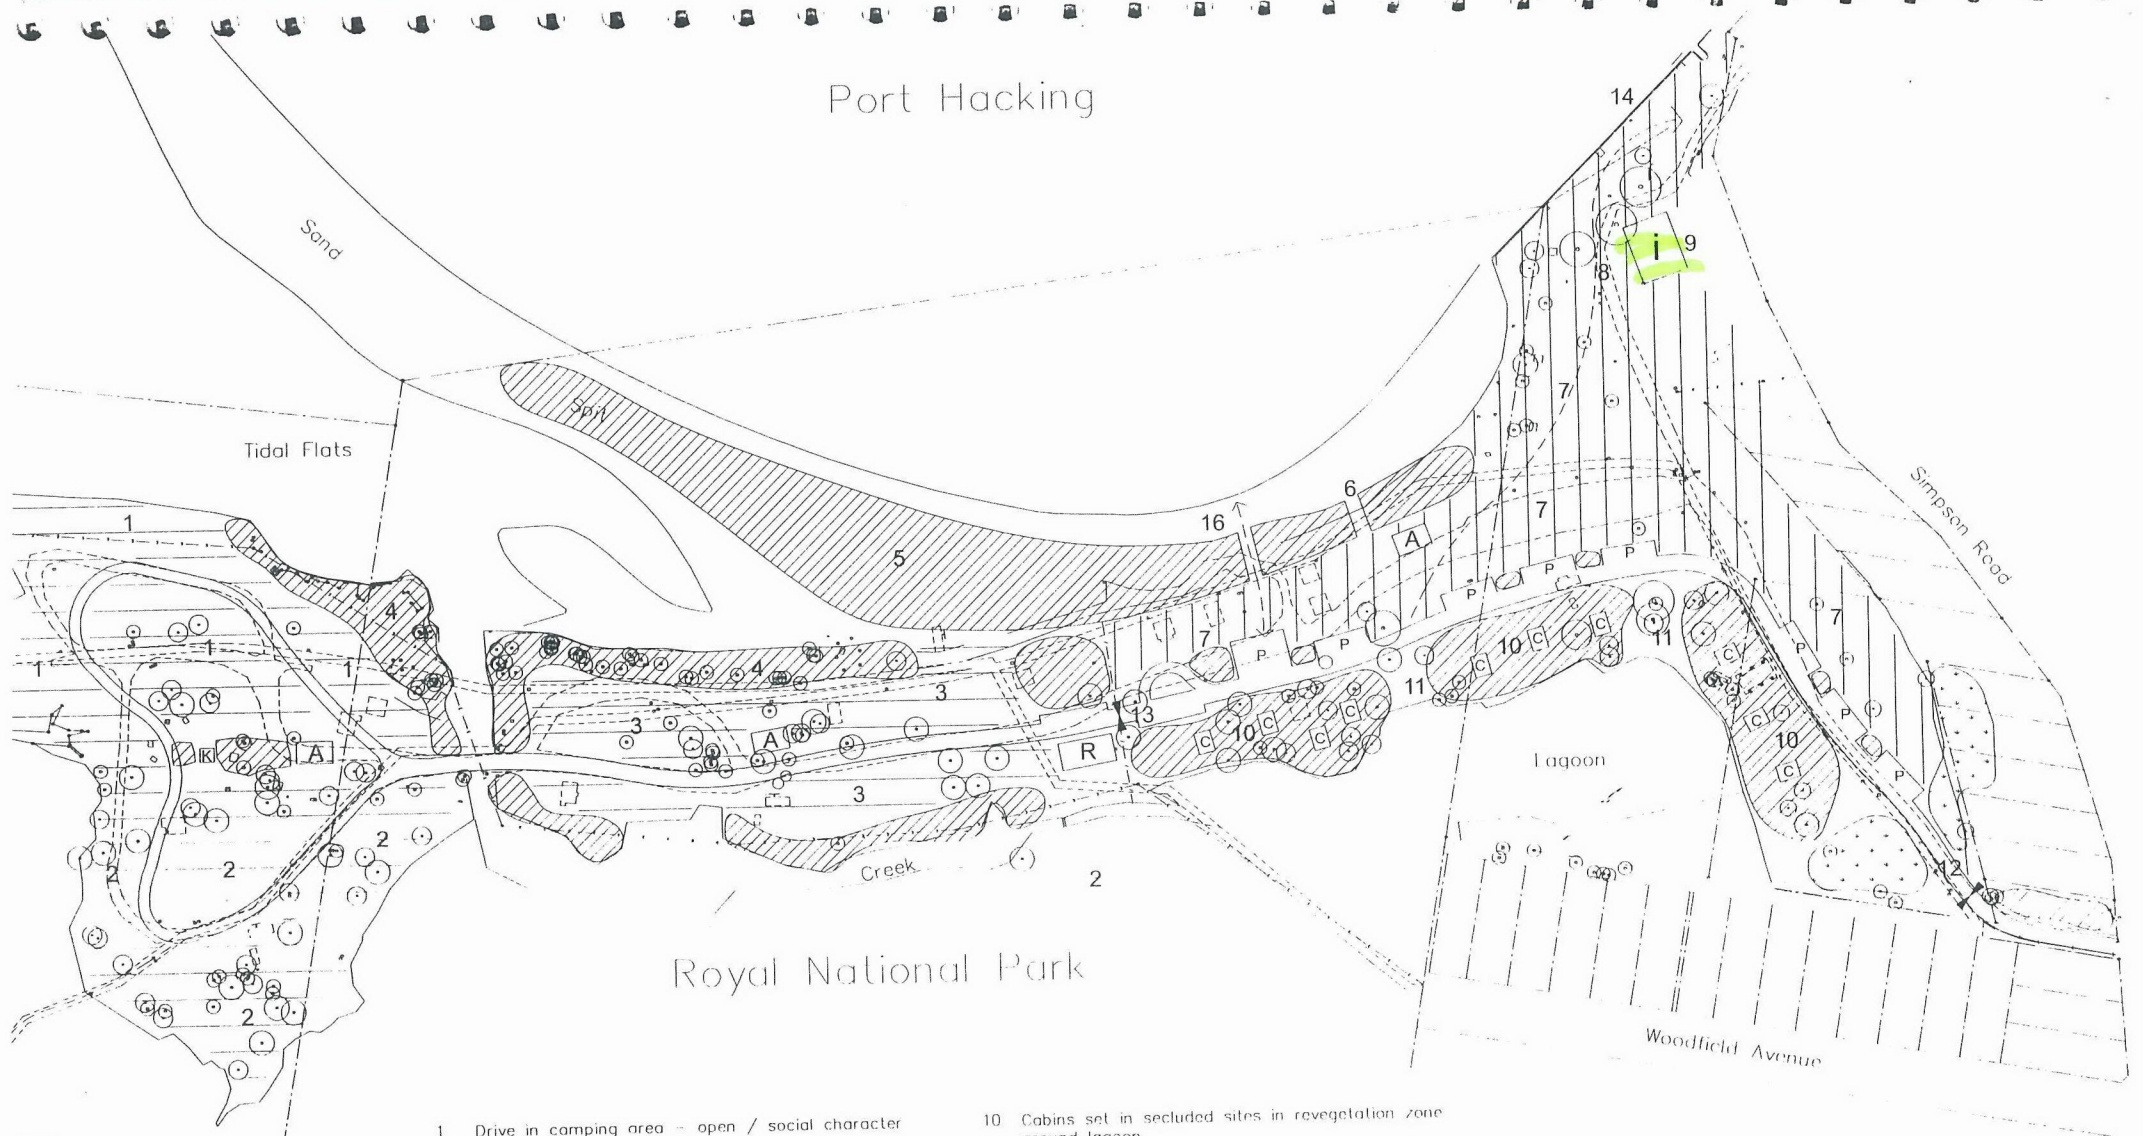 Port Hacking
14
Sand
i 9
8
Spit
7
Tidal Flats
Simpson Road
6
7
1
16
A
5
P
P
P
4
C
C
10
11
7
1
1
4
7
P
P
C
C
P
1
3
11
3
13
C
C
C
P
A
10
C
10
K
A
R
Lagoon
C
P
3
2
2
2
Creek
2
12
Royal National Park
2
Woodfield Avenue
1 Drive in camping area - open / social character
10 Cabins set in secluded sites in revegetation zone
around lagoon